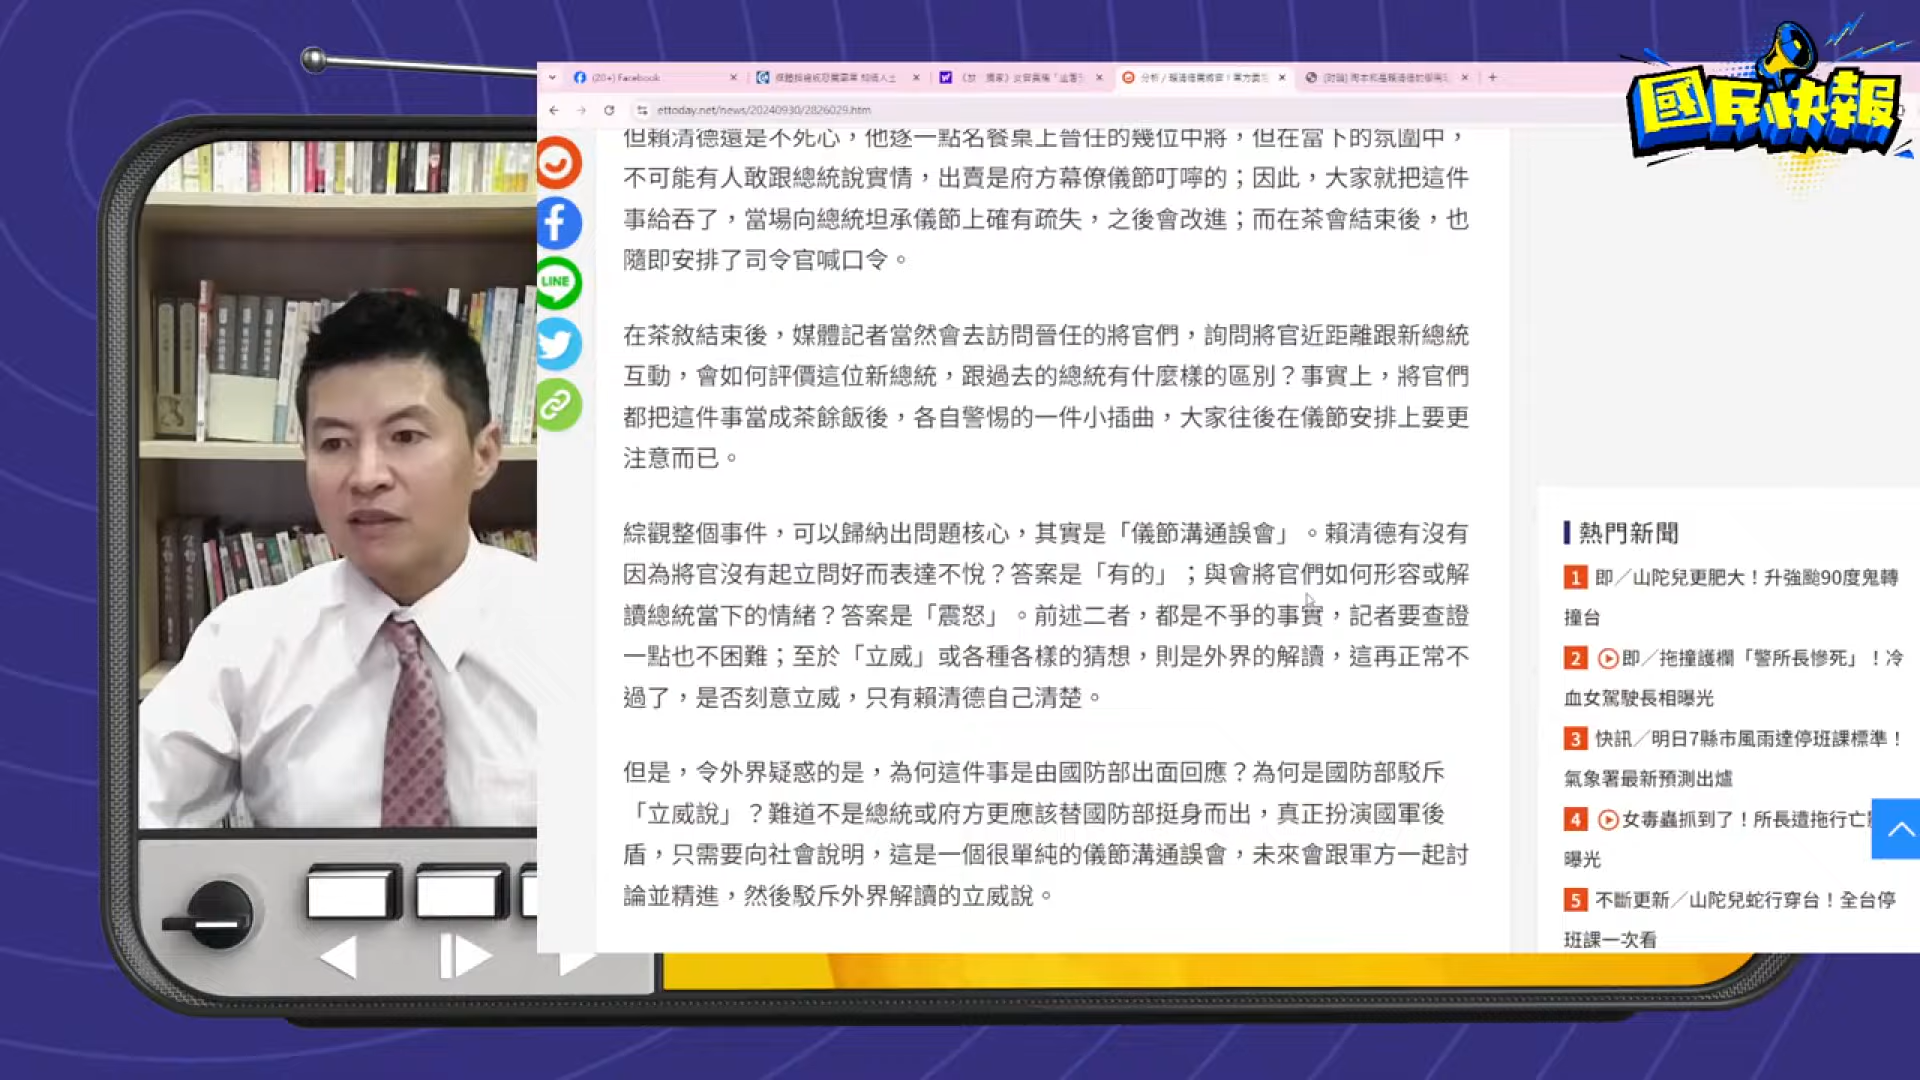 國民快報
(20+) Facebook
ettoday.net/news/20240930/2826029.htm
但賴清德還是不死心，他逐一點名餐桌上晉任的幾位中將，但在當下的氛圍中，
不可能有人敢跟總統說實情，出賣是府方幕僚儀節叮嚀的；因此，大家就把這件
事給吞了，當場向總統坦承儀節上確有疏失，之後會改進；而在茶會結束後，也
隨即安排了司令官喊口令。
LINE
在茶敘結束後，媒體記者當然會去訪問晉任的將官們，詢問將官近距離跟新總統
互動，會如何評價這位新總統，跟過去的總統有什麼樣的區別？事實上，將官們
都把這件事當成茶餘飯後，各自警惕的一件小插曲，大家往後在儀節安排上要更
注意而已。
綜觀整個事件，可以歸納出問題核心，其實是「儀節溝通誤會」。賴清德有沒有
因為將官沒有起立問好而表達不悅？答案是「有的」；與會將官們如何形容或解
讀總統當下的情緒？答案是「震怒」。前述二者，都是不爭的事實，記者要查證
一點也不困難；至於「立威」或各種各樣的猜想，則是外界的解讀，這再正常不
過了，是否刻意立威，只有賴清德自己清楚。
但是，令外界疑惑的是，為何這件事是由國防部出面回應？為何是國防部駁斥
「立威說」？難道不是總統或府方更應該替國防部挺身而出，真正扮演國軍後
盾，只需要向社會說明，這是一個很單純的儀節溝通誤會，未來會跟軍方一起討
論並精進，然後駁斥外界解讀的立威說。
熱門新聞
1 即／山陀兒更肥大！升強颱90度鬼轉
撞台
2 即／拖撞護欄「警所長慘死」！冷
血女駕駛長相曝光
3 快訊／明日7縣市風雨達停班課標準！
氣象署最新預測出爐
4 女毒蟲抓到了！所長遭拖行亡
曝光
5 不斷更新／山陀兒蛇行穿台！全台停
班課一次看